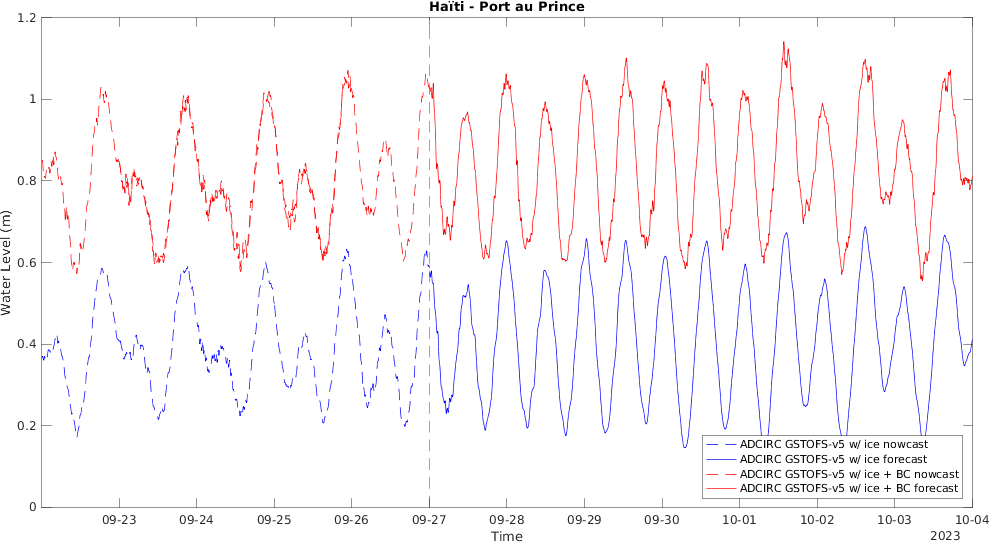 Haïti - Port au Prince
1.2
1
0.8
0.6
0.4
0.2
0
Water Level (m)
ADCIRC GSTOFS-v5 w/ ice nowcast
ADCIRC GSTOFS-v5 w/ ice forecast
ADCIRC GSTOFS-v5 w/ ice + BC nowcast
ADCIRC GSTOFS-v5 w/ ice + BC forecast
09-23 09-24 09-25 09-26 09-27 09-28 09-29 09-30 10-01 10-02 10-03 10-04
Time
2023